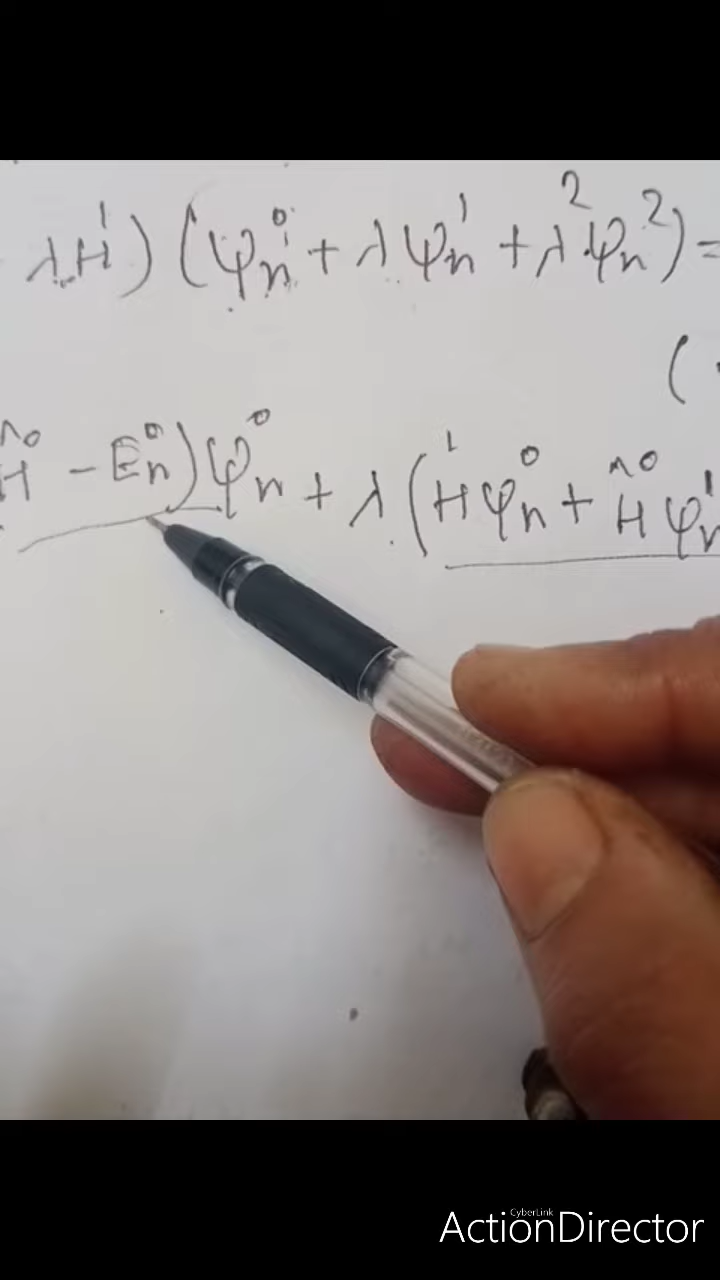 λH¹) (ψₙ⁰ + λψₙ¹ + λ²ψₙ²) =
(
Ĥ⁰ - Eₙ⁰)ψₙ⁰ + λ(H¹ψₙ⁰ + Ĥ⁰ψₙ¹
CyberLink
ActionDirector